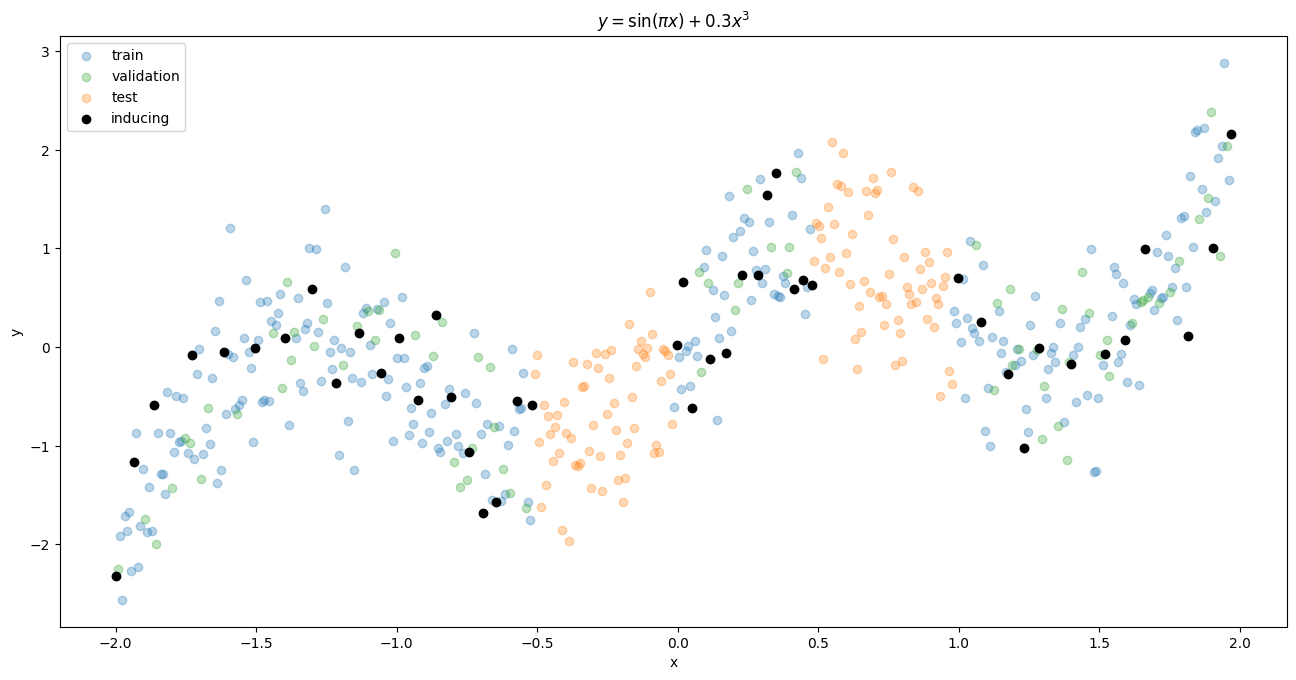 y = sin(πx) + 0.3x³
train
validation
test
inducing
y
3
2
1
0
−1
−2
−2.0 −1.5 −1.0 −0.5 0.0 0.5 1.0 1.5 2.0
x